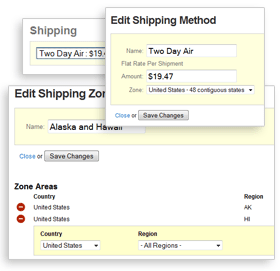 Shipping
Two Day Air : $19.4
Edit Shipping Method
Name: Two Day Air
Flat Rate Per Shipment
Amount: $19.47
Zone: United States - 48 contiguous states
Close or Save Changes
Edit Shipping Zon
Name: Alaska and Hawaii
Close or Save Changes
Zone Areas
Country Region
United States AK
United States HI
Country Region
United States - All Regions -